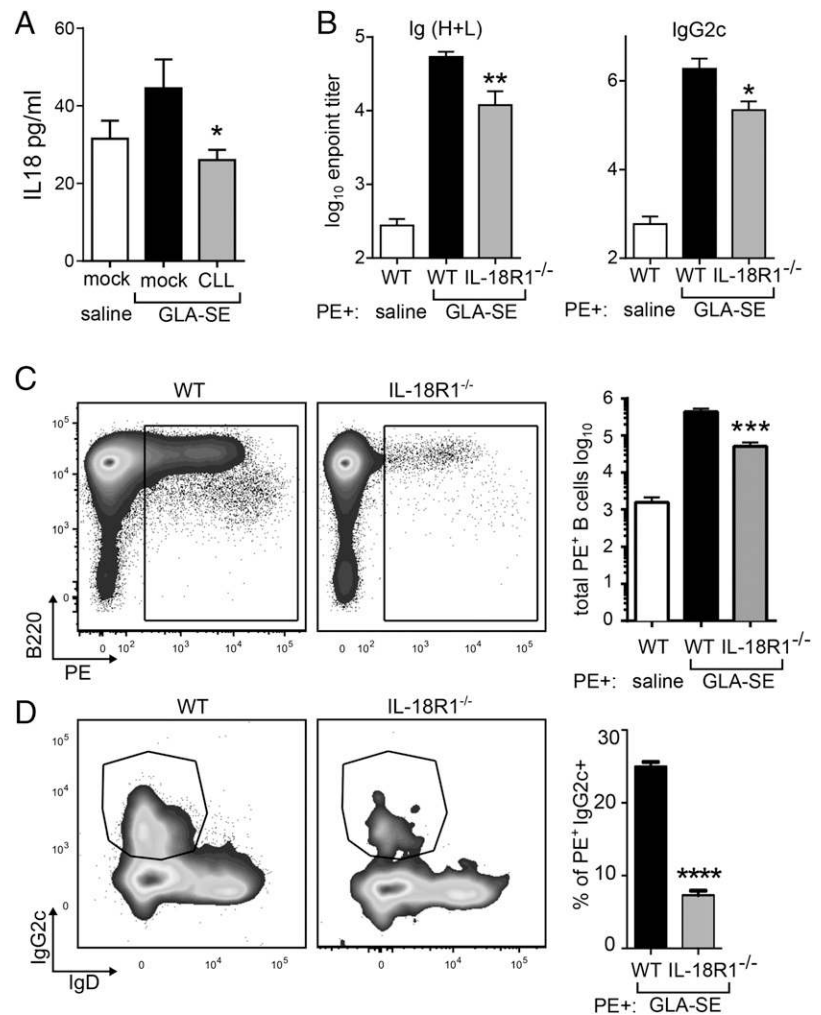 A
60
40
20
0
IL18 pg/ml
*
mock mock CLL
saline GLA-SE
B
Ig (H+L)
5
4
3
2
log10 enpoint titer
**
WT WT IL-18R1-/-
PE+: saline GLA-SE
IgG2c
6
4
2
*
WT WT IL-18R1-/-
PE+: saline GLA-SE
C
WT
10^5
10^4
10^3
0
B220
0 10^2 10^3 10^4 10^5
PE
IL-18R1-/-
0 10^2 10^3 10^4 10^5
6
5
4
3
2
1
0
total PE+ B cells log10
***
WT WT IL-18R1-/-
PE+: saline GLA-SE
D
WT
10^5
10^4
10^3
0
IgG2c
0 10^4 10^5
IgD
IL-18R1-/-
0 10^4 10^5
30
20
10
0
% of PE+ IgG2c+
****
WT IL-18R1-/-
PE+: GLA-SE